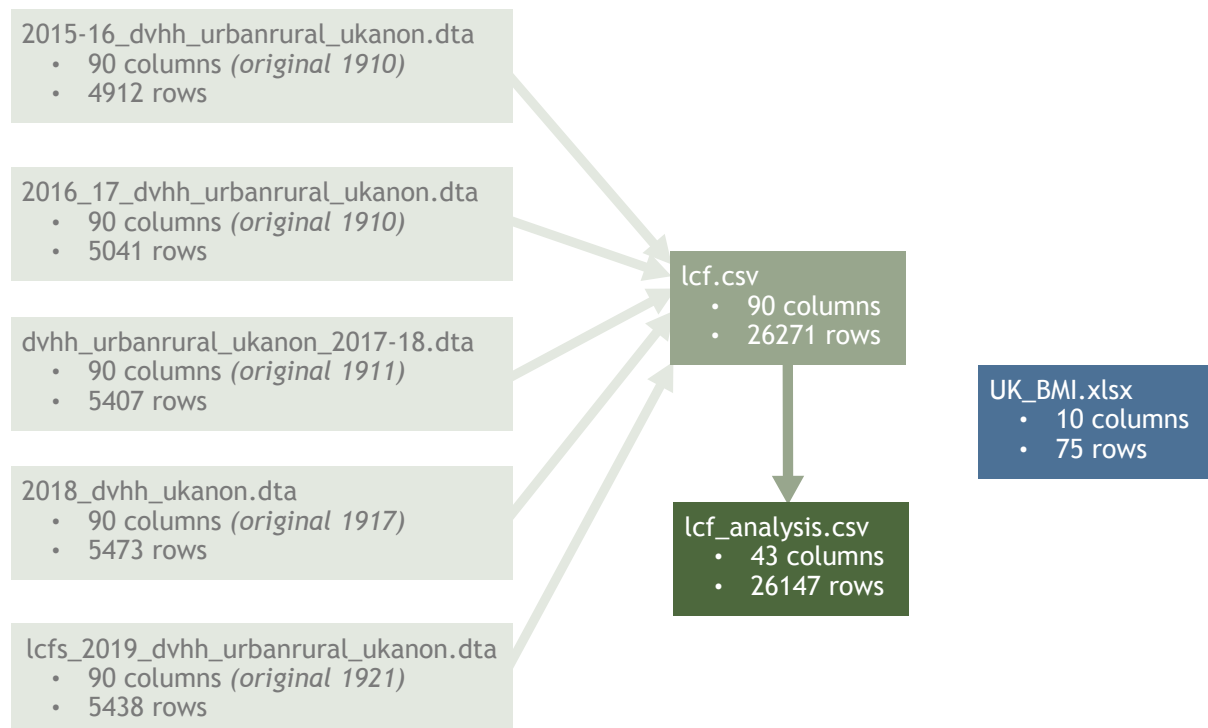 2015-16_dvhh_urbanrural_ukanon.dta
• 90 columns (original 1910)
• 4912 rows
2016_17_dvhh_urbanrural_ukanon.dta
• 90 columns (original 1910)
• 5041 rows
dvhh_urbanrural_ukanon_2017-18.dta
• 90 columns (original 1911)
• 5407 rows
2018_dvhh_ukanon.dta
• 90 columns (original 1917)
• 5473 rows
lcfs_2019_dvhh_urbanrural_ukanon.dta
• 90 columns (original 1921)
• 5438 rows
lcf.csv
• 90 columns
• 26271 rows
lcf_analysis.csv
• 43 columns
• 26147 rows
UK_BMI.xlsx
• 10 columns
• 75 rows